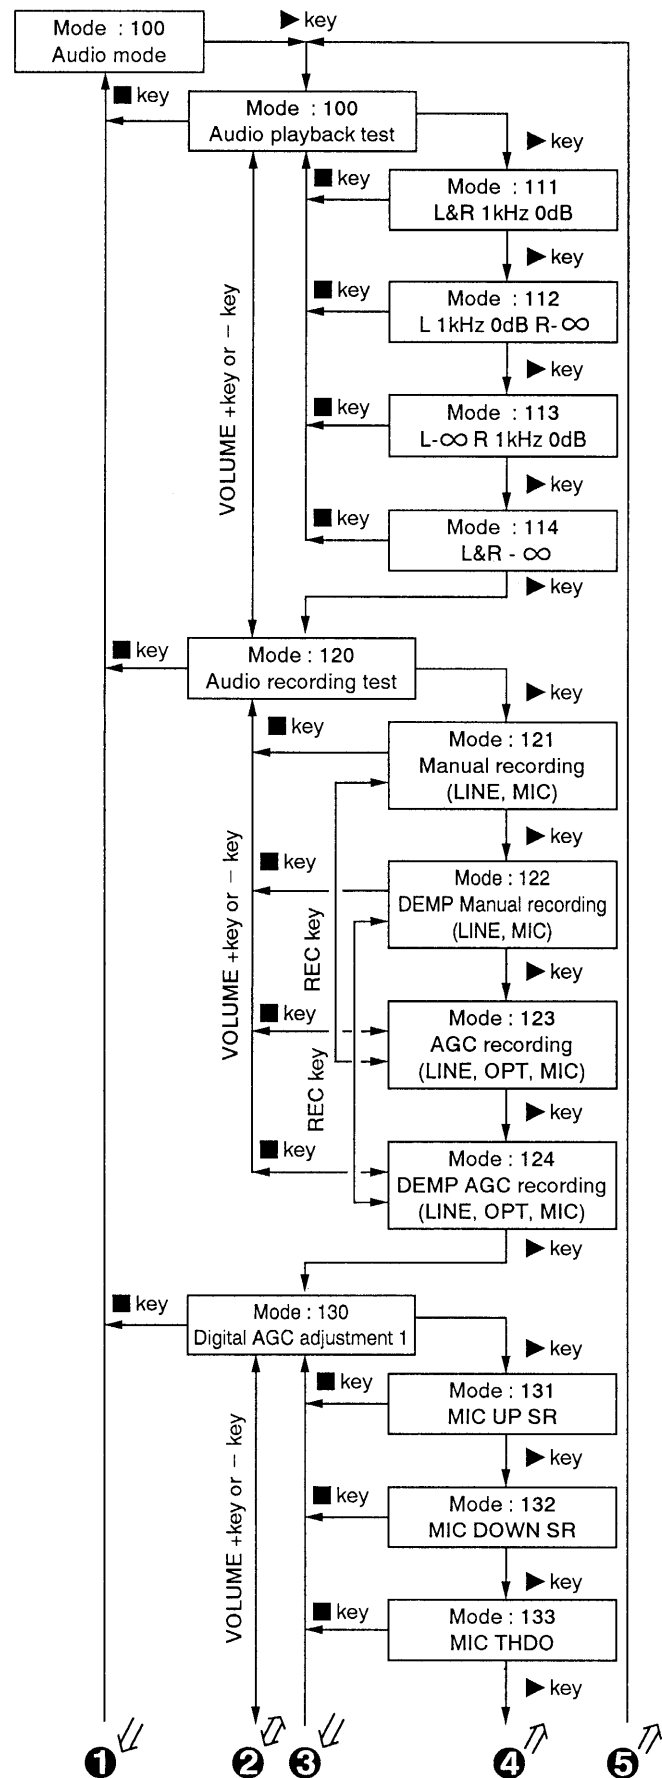 Mode : 100
Audio mode
▶ key
■ key
Mode : 100
Audio playback test
▶ key
■ key
Mode : 111
L&R 1kHz 0dB
▶ key
■ key
Mode : 112
L 1kHz 0dB R-∞
VOLUME +key or – key
▶ key
■ key
Mode : 113
L-∞ R 1kHz 0dB
▶ key
■ key
Mode : 114
L&R - ∞
▶ key
■ key
Mode : 120
Audio recording test
▶ key
■ key
Mode : 121
Manual recording
(LINE, MIC)
▶ key
■ key
Mode : 122
DEMP Manual recording
(LINE, MIC)
VOLUME +key or – key
REC key
▶ key
■ key
Mode : 123
AGC recording
(LINE, OPT, MIC)
REC key
▶ key
■ key
Mode : 124
DEMP AGC recording
(LINE, OPT, MIC)
▶ key
■ key
Mode : 130
Digital AGC adjustment 1
▶ key
■ key
Mode : 131
MIC UP SR
VOLUME +key or – key
▶ key
■ key
Mode : 132
MIC DOWN SR
▶ key
■ key
Mode : 133
MIC THDO
▶ key
❶ ❷ ❸ ❹ ❺